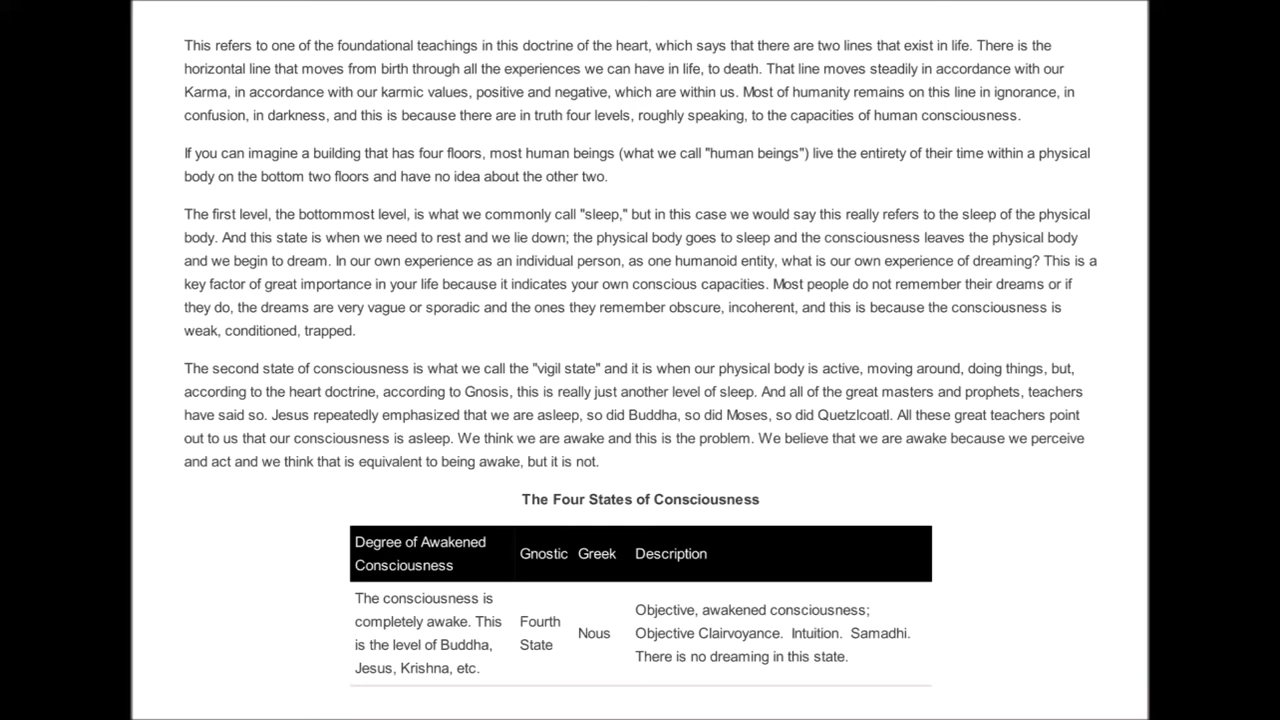 This refers to one of the foundational teachings in this doctrine of the heart, which says that there are two lines that exist in life. There is the
horizontal line that moves from birth through all the experiences we can have in life, to death. That line moves steadily in accordance with our
Karma, in accordance with our karmic values, positive and negative, which are within us. Most of humanity remains on this line in ignorance, in
confusion, in darkness, and this is because there are in truth four levels, roughly speaking, to the capacities of human consciousness.
If you can imagine a building that has four floors, most human beings (what we call "human beings") live the entirety of their time within a physical
body on the bottom two floors and have no idea about the other two.
The first level, the bottommost level, is what we commonly call "sleep," but in this case we would say this really refers to the sleep of the physical
body. And this state is when we need to rest and we lie down; the physical body goes to sleep and the consciousness leaves the physical body
and we begin to dream. In our own experience as an individual person, as one humanoid entity, what is our own experience of dreaming? This is a
key factor of great importance in your life because it indicates your own conscious capacities. Most people do not remember their dreams or if
they do, the dreams are very vague or sporadic and the ones they remember obscure, incoherent, and this is because the consciousness is
weak, conditioned, trapped.
The second state of consciousness is what we call the "vigil state" and it is when our physical body is active, moving around, doing things, but,
according to the heart doctrine, according to Gnosis, this is really just another level of sleep. And all of the great masters and prophets, teachers
have said so. Jesus repeatedly emphasized that we are asleep, so did Buddha, so did Moses, so did Quetzlcoatl. All these great teachers point
out to us that our consciousness is asleep. We think we are awake and this is the problem. We believe that we are awake because we perceive
and act and we think that is equivalent to being awake, but it is not.
The Four States of Consciousness
Degree of Awakened
Consciousness
Gnostic
Greek
Description
The consciousness is
completely awake. This
is the level of Buddha,
Jesus, Krishna, etc.
Fourth
State
Nous
Objective, awakened consciousness;
Objective Clairvoyance. Intuition. Samadhi.
There is no dreaming in this state.